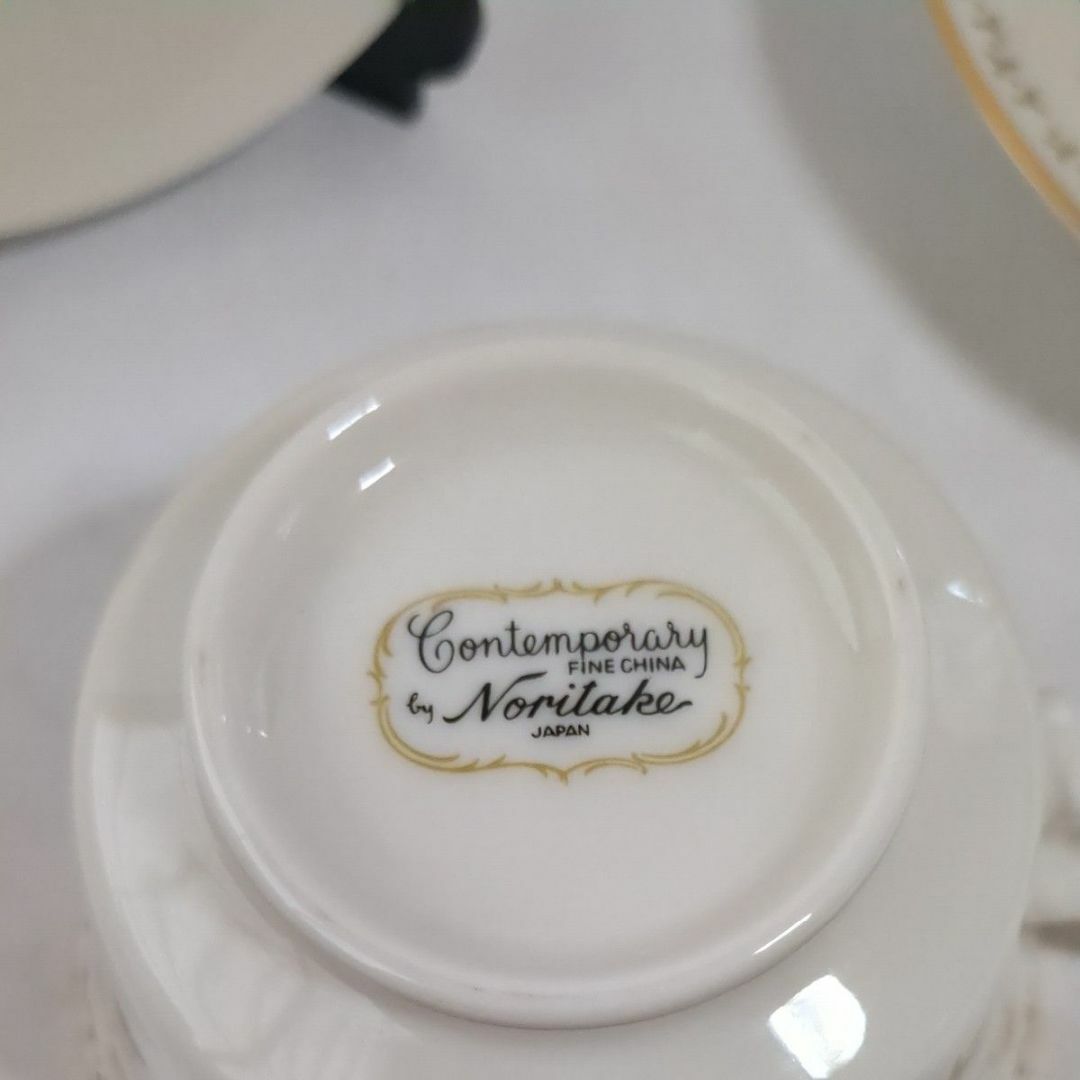 Contemporary
FINE CHINA
by Noritake
JAPAN